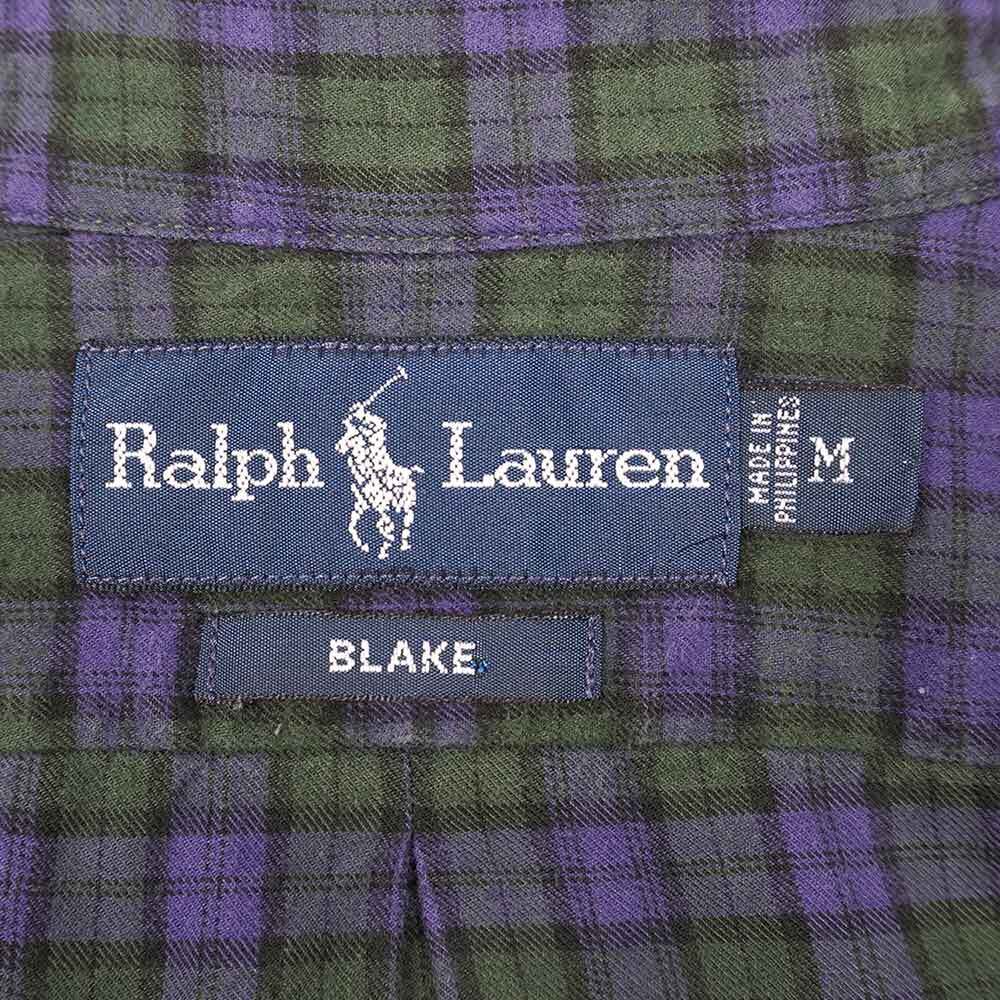 Ralph Lauren
MADE IN
PHILIPPINES
M
BLAKE